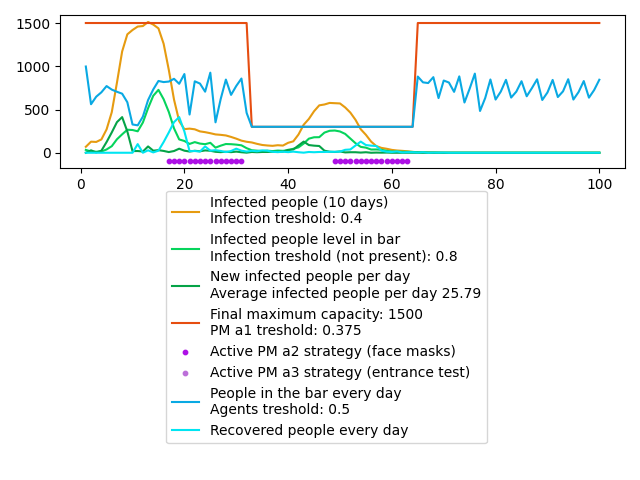 1500
1000
500
0
0 20 40 60 80 100
Infected people (10 days)
Infection treshold: 0.4
Infected people level in bar
Infection treshold (not present): 0.8
New infected people per day
Average infected people per day 25.79
Final maximum capacity: 1500
PM a1 treshold: 0.375
Active PM a2 strategy (face masks)
Active PM a3 strategy (entrance test)
People in the bar every day
Agents treshold: 0.5
Recovered people every day